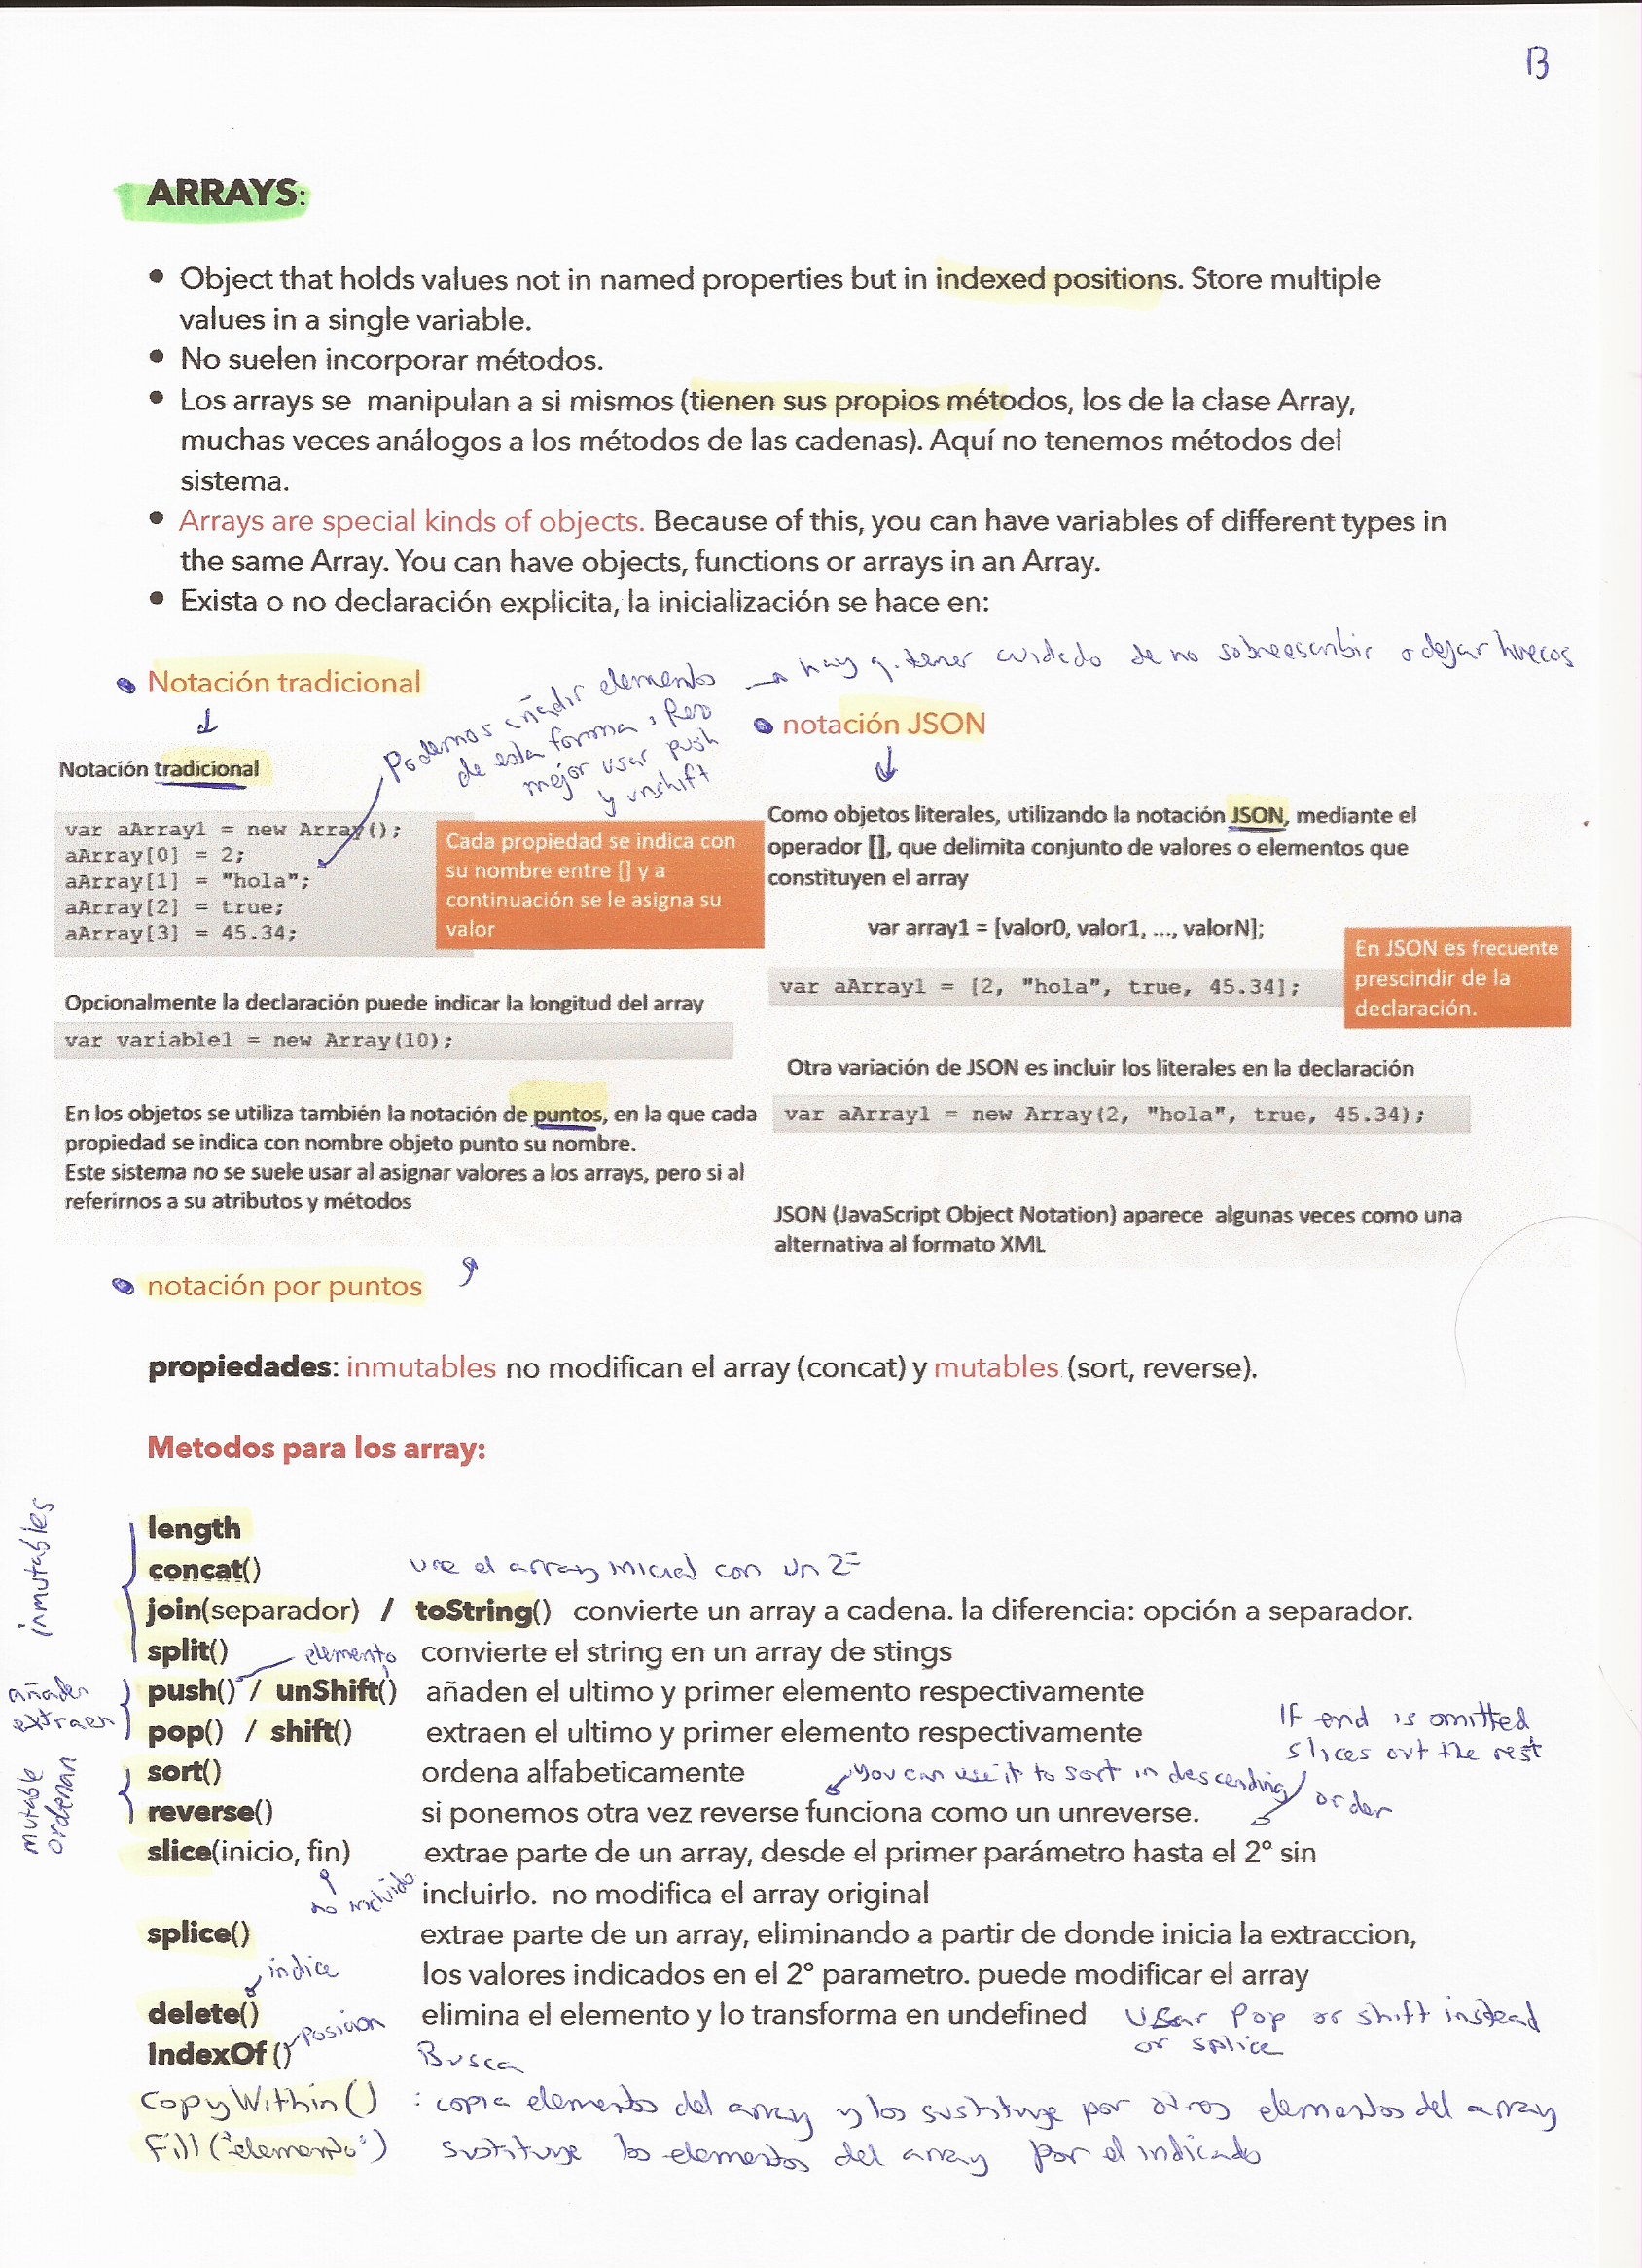 13
ARRAYS:
• Object that holds values not in named properties but in indexed positions. Store multiple
values in a single variable.
• No suelen incorporar métodos.
• Los arrays se manipulan a si mismos (tienen sus propios métodos, los de la clase Array,
muchas veces análogos a los métodos de las cadenas). Aquí no tenemos métodos del
sistema.
• Arrays are special kinds of objects. Because of this, you can have variables of different types in
the same Array. You can have objects, functions or arrays in an Array.
• Exista o no declaración explicita, la inicialización se hace en:
• Notación tradicional
Podemos añadir elementos
de esta forma, pero
mejor usar push
y unshift
→ hay q. tener cuidado de no sobreescribir o dejar huecos
Notación tradicional
var aArray1 = new Array();
aArray[0] = 2;
aArray[1] = "hola";
aArray[2] = true;
aArray[3] = 45.34;
Cada propiedad se indica con
su nombre entre [] y a
continuación se le asigna su
valor
Opcionalmente la declaración puede indicar la longitud del array
var variable1 = new Array(10);
En los objetos se utiliza también la notación de puntos, en la que cada
propiedad se indica con nombre objeto punto su nombre.
Este sistema no se suele usar al asignar valores a los arrays, pero si al
referirnos a su atributos y métodos
• notación JSON
Como objetos literales, utilizando la notación JSON, mediante el
operador [], que delimita conjunto de valores o elementos que
constituyen el array
var array1 = [valor0, valor1, ..., valorN];
var aArray1 = [2, "hola", true, 45.34];
En JSON es frecuente
prescindir de la
declaración.
Otra variación de JSON es incluir los literales en la declaración
var aArray1 = new Array(2, "hola", true, 45.34);
JSON (JavaScript Object Notation) aparece algunas veces como una
alternativa al formato XML
• notación por puntos
propiedades: inmutables no modifican el array (concat) y mutables (sort, reverse).
Metodos para los array:
inmutables
length
concat() une el array inicial con un 2º
join(separador) / toString() convierte un array a cadena. la diferencia: opción a separador.
split() convierte el string en un array de stings
elemento
añaden
extraen
push() / unShift() añaden el ultimo y primer elemento respectivamente
pop() / shift() extraen el ultimo y primer elemento respectivamente
mutable
ordenan
sort() ordena alfabeticamente
you can use it to sort in descending order
reverse() si ponemos otra vez reverse funciona como un unreverse.
If end is omitted
slices out the rest
slice(inicio, fin) extrae parte de un array, desde el primer parámetro hasta el 2º sin
no incluido
incluirlo. no modifica el array original
splice() extrae parte de un array, eliminando a partir de donde inicia la extraccion,
los valores indicados en el 2º parametro. puede modificar el array
indice
delete() elimina el elemento y lo transforma en undefined usar pop or shift instead
or splice
posicion
IndexOf() Busca
copyWithin() : copia elementos del array y los sustituye por otros elementos del array
fill("elemento") sustituye los elementos del array por el indicado